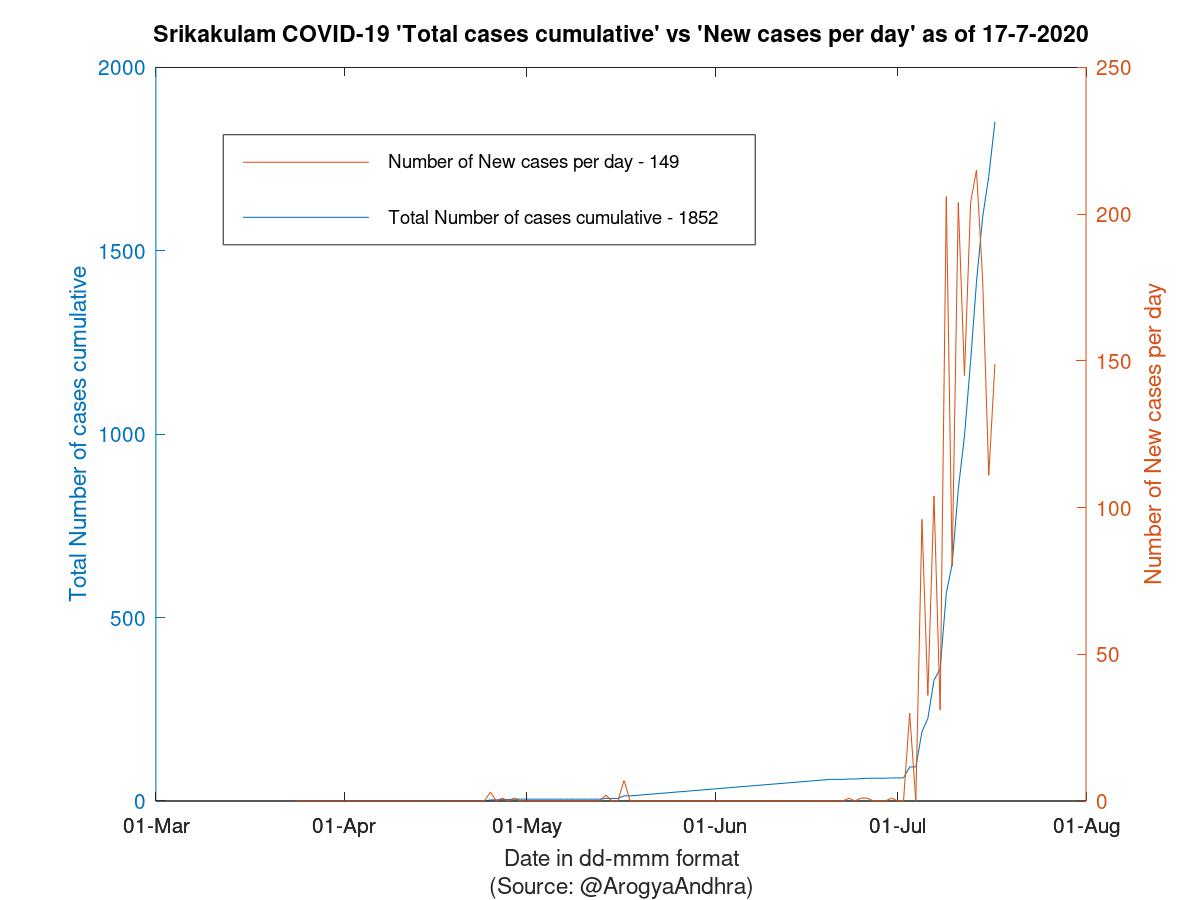 Srikakulam COVID-19 'Total cases cumulative' vs 'New cases per day' as of 17-7-2020
2000
1500
1000
500
0
Total Number of cases cumulative
Number of New cases per day - 149
Total Number of cases cumulative - 1852
250
200
150
100
50
0
Number of New cases per day
01-Mar 01-Apr 01-May 01-Jun 01-Jul 01-Aug
Date in dd-mmm format
(Source: @ArogyaAndhra)